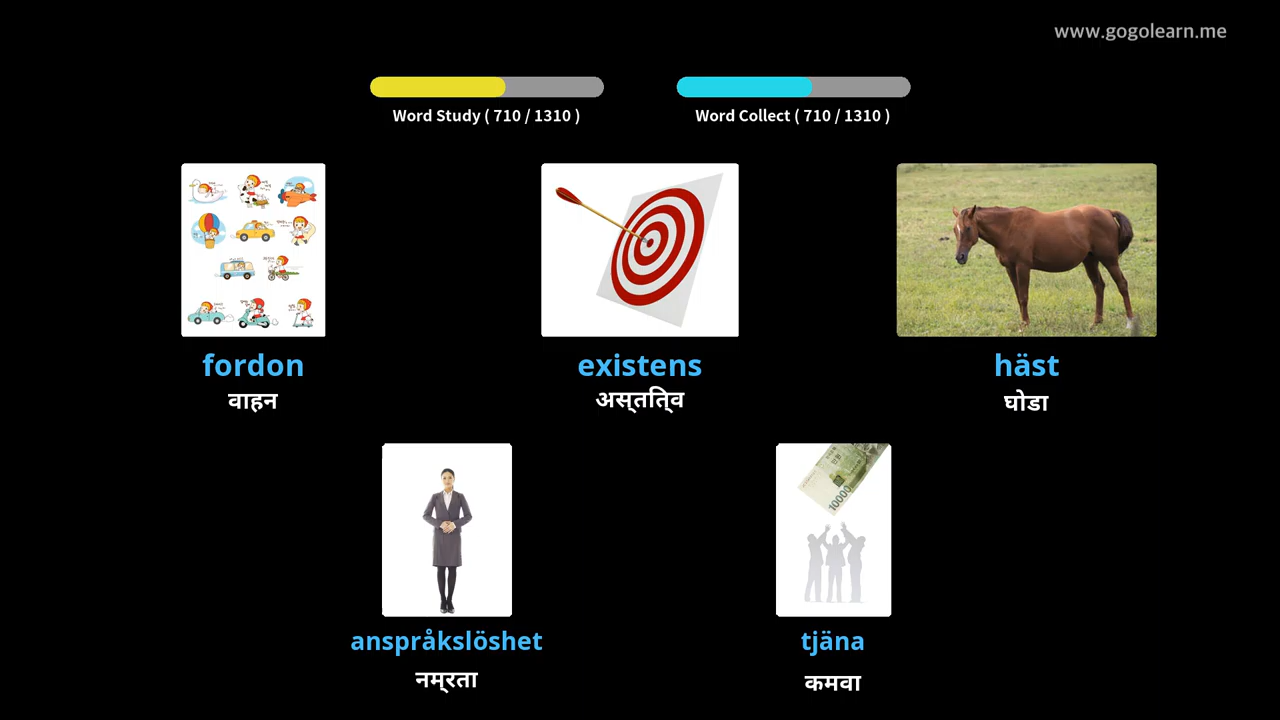 www.gogolearn.me
Word Study ( 710 / 1310 )
Word Collect ( 710 / 1310 )
fordon
existens
häst
वाहन
अस्तित्वि
घोडा
10000
anspråkslöshet
tjäna
नम्रता
कमवा